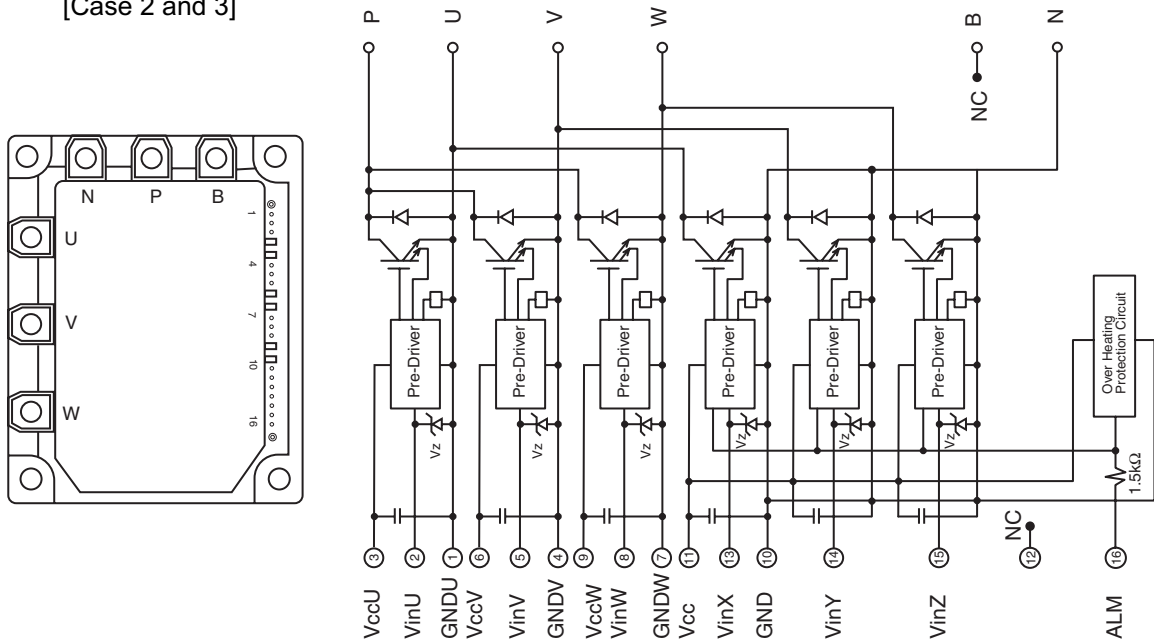 [Case 2 and 3]
P
U
V
W
B
N
NC
N
P
B
U
V
W
1
4
7
10
16
Pre-Driver
Pre-Driver
Pre-Driver
Pre-Driver
Pre-Driver
Pre-Driver
Over Heating
Protection Circuit
Vz
Vz
Vz
Vz
Vz
Vz
1.5kΩ
NC
3
2
1
6
5
4
9
8
7
11
13
10
14
15
12
16
VccU
VinU
GNDU
VccV
VinV
GNDV
VccW
VinW
GNDW
Vcc
VinX
GND
VinY
VinZ
ALM